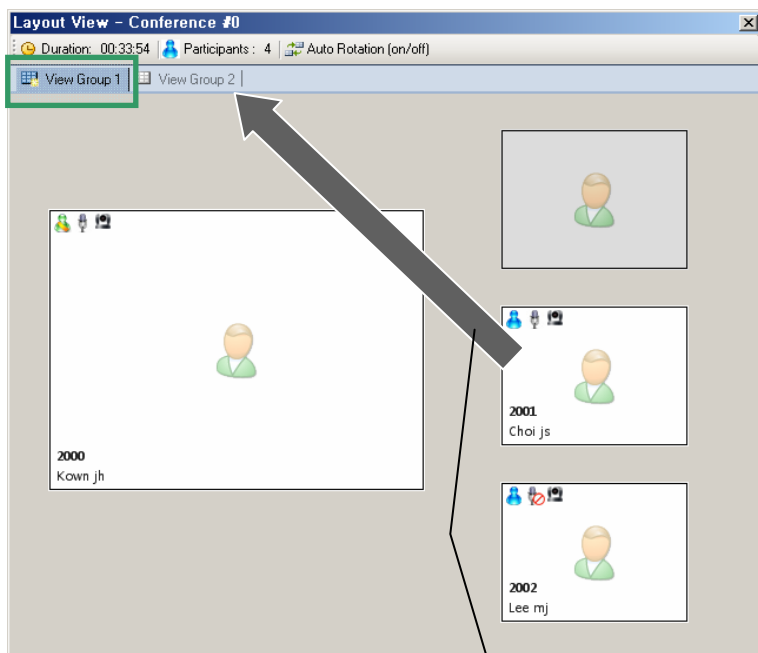 Layout View - Conference #0
Duration: 00:33:54 Participants : 4 Auto Rotation (on/off)
View Group 1 View Group 2
2000
Kown jh
2001
Choi js
2002
Lee mj